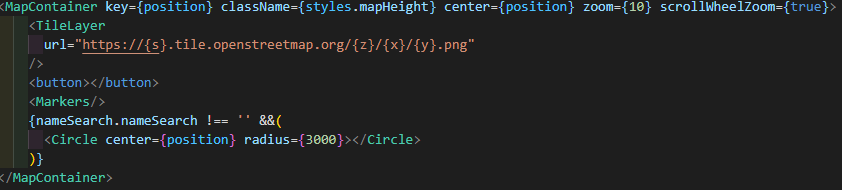 <MapContainer key={position} className={styles.mapHeight} center={position} zoom={10} scrollWheelZoom={true}>
<TileLayer
url="https://{s}.tile.openstreetmap.org/{z}/{x}/{y}.png"
/>
<button></button>
<Markers/>
{nameSearch.nameSearch !== '' &&(
<Circle center={position} radius={3000}></Circle>
)}
</MapContainer>